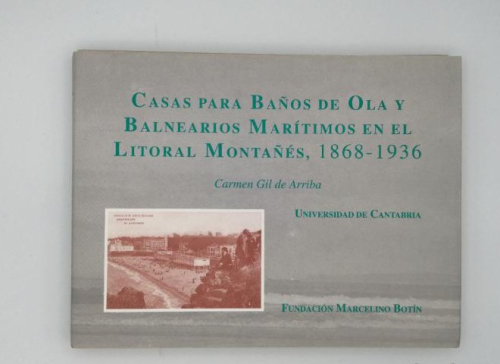 CASAS PARA BAÑOS DE OLA Y
BALNEARIOS MARÍTIMOS EN EL
LITORAL MONTAÑÉS, 1868-1936
Carmen Gil de Arriba
UNIVERSIDAD DE CANTABRIA
FUNDACIÓN MARCELINO BOTÍN